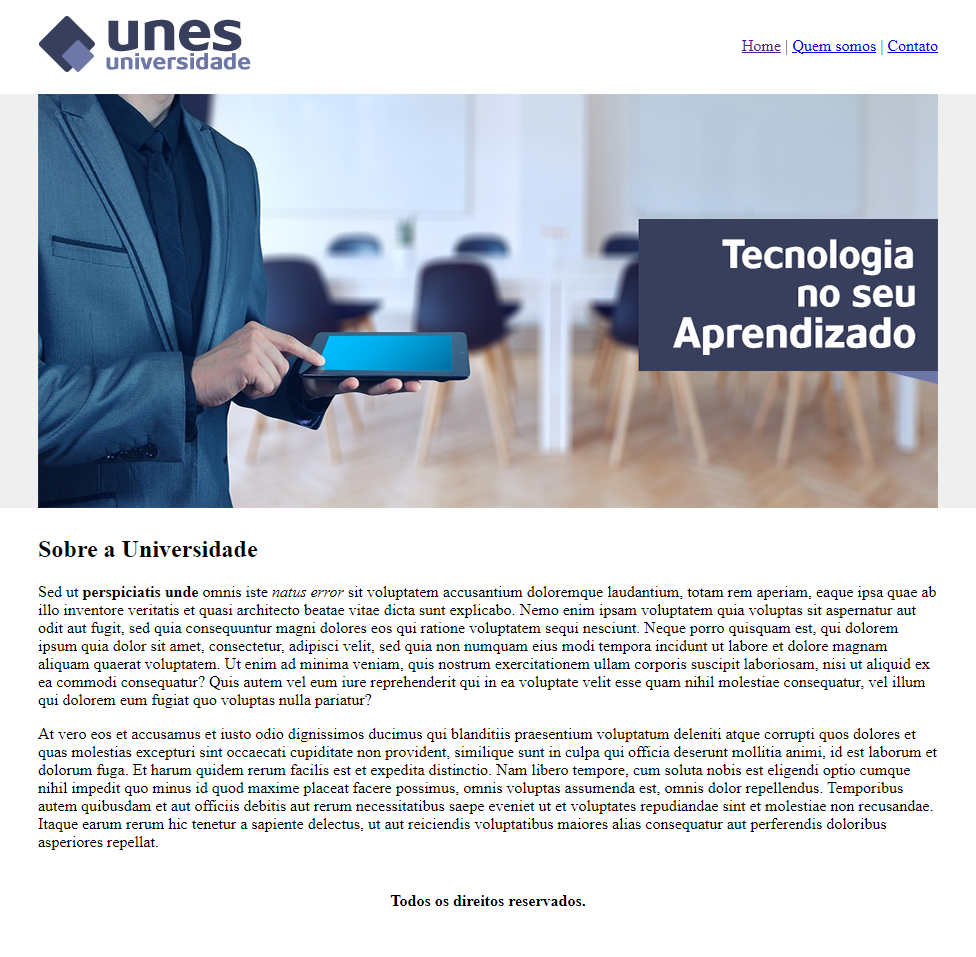 unes
universidade
Home | Quem somos | Contato
Tecnologia
no seu
Aprendizado
Sobre a Universidade
Sed ut perspiciatis unde omnis iste natus error sit voluptatem accusantium doloremque laudantium, totam rem aperiam, eaque ipsa quae ab
illo inventore veritatis et quasi architecto beatae vitae dicta sunt explicabo. Nemo enim ipsam voluptatem quia voluptas sit aspernatur aut
odit aut fugit, sed quia consequuntur magni dolores eos qui ratione voluptatem sequi nesciunt. Neque porro quisquam est, qui dolorem
ipsum quia dolor sit amet, consectetur, adipisci velit, sed quia non numquam eius modi tempora incidunt ut labore et dolore magnam
aliquam quaerat voluptatem. Ut enim ad minima veniam, quis nostrum exercitationem ullam corporis suscipit laboriosam, nisi ut aliquid ex
ea commodi consequatur? Quis autem vel eum iure reprehenderit qui in ea voluptate velit esse quam nihil molestiae consequatur, vel illum
qui dolorem eum fugiat quo voluptas nulla pariatur?
At vero eos et accusamus et iusto odio dignissimos ducimus qui blanditiis praesentium voluptatum deleniti atque corrupti quos dolores et
quas molestias excepturi sint occaecati cupiditate non provident, similique sunt in culpa qui officia deserunt mollitia animi, id est laborum et
dolorum fuga. Et harum quidem rerum facilis est et expedita distinctio. Nam libero tempore, cum soluta nobis est eligendi optio cumque
nihil impedit quo minus id quod maxime placeat facere possimus, omnis voluptas assumenda est, omnis dolor repellendus. Temporibus
autem quibusdam et aut officiis debitis aut rerum necessitatibus saepe eveniet ut et voluptates repudiandae sint et molestiae non recusandae.
Itaque earum rerum hic tenetur a sapiente delectus, ut aut reiciendis voluptatibus maiores alias consequatur aut perferendis doloribus
asperiores repellat.
Todos os direitos reservados.